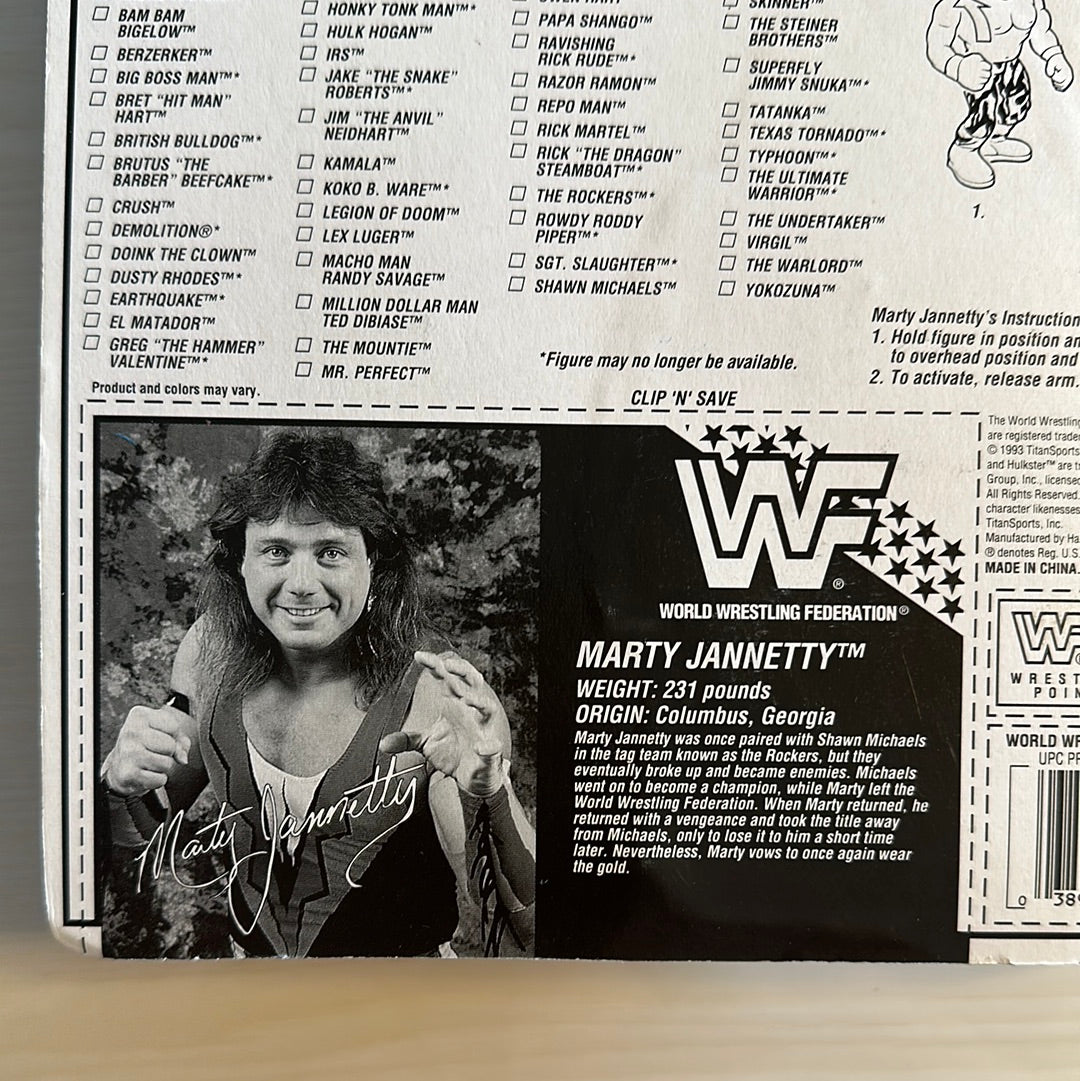 BAM BAM
BIGELOW™
BERZERKER™
BIG BOSS MAN™*
BRET "HIT MAN"
HART™
BRITISH BULLDOG™*
BRUTUS "THE
BARBER" BEEFCAKE™*
CRUSH™
DEMOLITION®*
DOINK THE CLOWN™
DUSTY RHODES™*
EARTHQUAKE™*
EL MATADOR™
GREG "THE HAMMER"
VALENTINE™*
HONKY TONK MAN™*
HULK HOGAN™
IRS™
JAKE "THE SNAKE"
ROBERTS™*
JIM "THE ANVIL"
NEIDHART™
KAMALA™
KOKO B. WARE™*
LEGION OF DOOM™
LEX LUGER™
MACHO MAN
RANDY SAVAGE™
MILLION DOLLAR MAN
TED DIBIASE™
THE MOUNTIE™
MR. PERFECT™
OWEN HART™
PAPA SHANGO™
RAVISHING
RICK RUDE™*
RAZOR RAMON™
REPO MAN™
RICK MARTEL™
RICK "THE DRAGON"
STEAMBOAT™*
THE ROCKERS™*
ROWDY RODDY
PIPER™*
SGT. SLAUGHTER™*
SHAWN MICHAELS™
SKINNER™
THE STEINER
BROTHERS™
SUPERFLY
JIMMY SNUKA™*
TATANKA™
TEXAS TORNADO™*
TYPHOON™*
THE ULTIMATE
WARRIOR™*
THE UNDERTAKER™
VIRGIL™
THE WARLORD™
YOKOZUNA™
*Figure may no longer be available.
1.
Marty Jannetty's Instruction
1. Hold figure in position an
to overhead position and
2. To activate, release arm.
Product and colors may vary.
CLIP 'N' SAVE
WF
®
WORLD WRESTLING FEDERATION®
MARTY JANNETTY™
WEIGHT: 231 pounds
ORIGIN: Columbus, Georgia
Marty Jannetty was once paired with Shawn Michaels
in the tag team known as the Rockers, but they
eventually broke up and became enemies. Michaels
went on to become a champion, while Marty left the
World Wrestling Federation. When Marty returned, he
returned with a vengeance and took the title away
from Michaels, only to lose it to him a short time
later. Nevertheless, Marty vows to once again wear
the gold.
Marty Jannetty
The World Wrestling
are registered trade
© 1993 TitanSports
and Hulkster™ are t
Group, Inc., license
All Rights Reserved.
character likenesses
TitanSports, Inc.
Manufactured by Ha
® denotes Reg. U.S.
MADE IN CHINA.
WF
WREST
POIN
WORLD WR
UPC PR
0 389